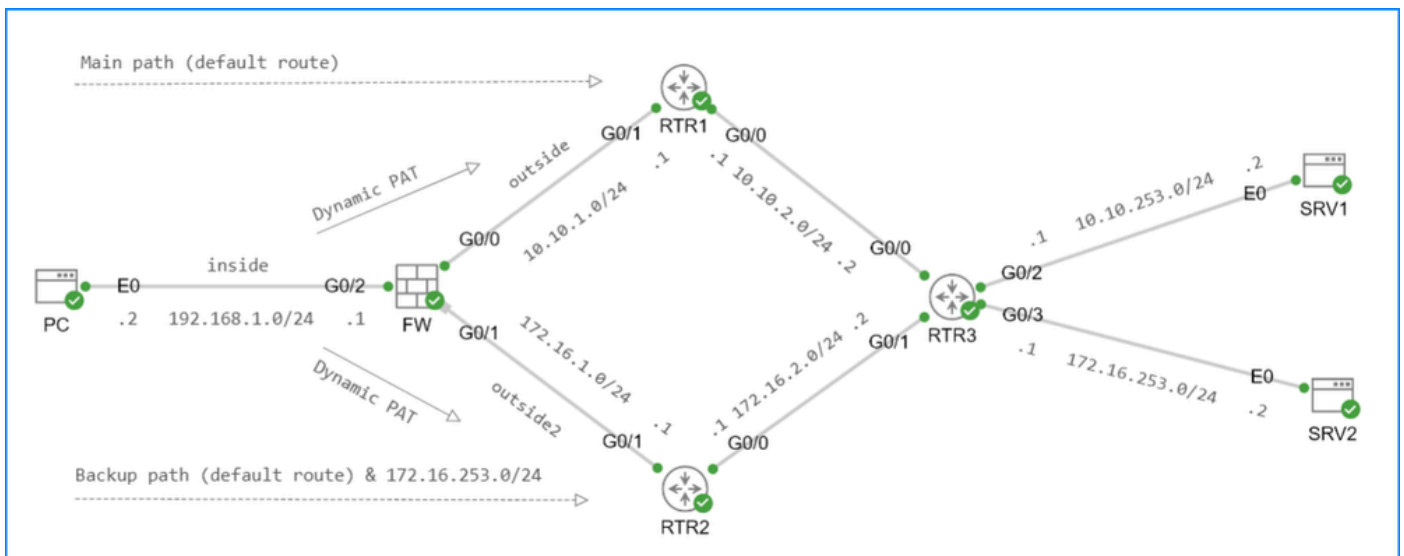 Main path (default route)
RTR1
G0/1
G0/0
outside
.1
.1 10.10.2.0/24 .2
Dynamic PAT
10.10.1.0/24
G0/0
G0/0
.2
10.10.253.0/24
E0
.1
SRV1
G0/2
inside
E0
G0/2
PC
.2 192.168.1.0/24 .1
FW
RTR3
G0/3
G0/1
172.16.1.0/24
G0/1
.1 172.16.2.0/24 .2
.1
172.16.253.0/24
E0
.2
SRV2
Dynamic PAT
outside2
.1
G0/1
G0/0
Backup path (default route) & 172.16.253.0/24
RTR2